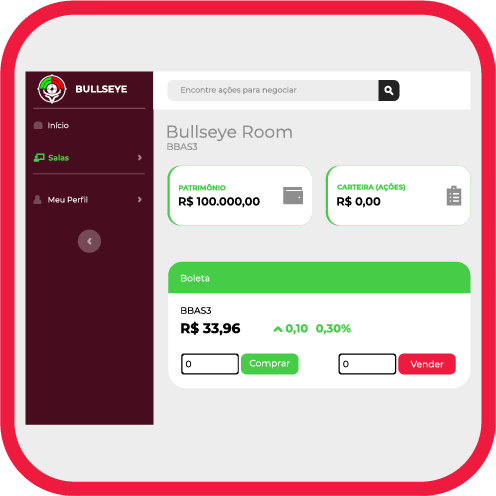 BULLSEYE
Encontre ações para negociar
Início
Salas
Meu Perfil
Bullseye Room
BBAS3
PATRIMÔNIO
R$ 100.000,00
CARTEIRA (AÇÕES)
R$ 0,00
Boleta
BBAS3
R$ 33,96 0,10 0,30%
0 Comprar 0 Vender